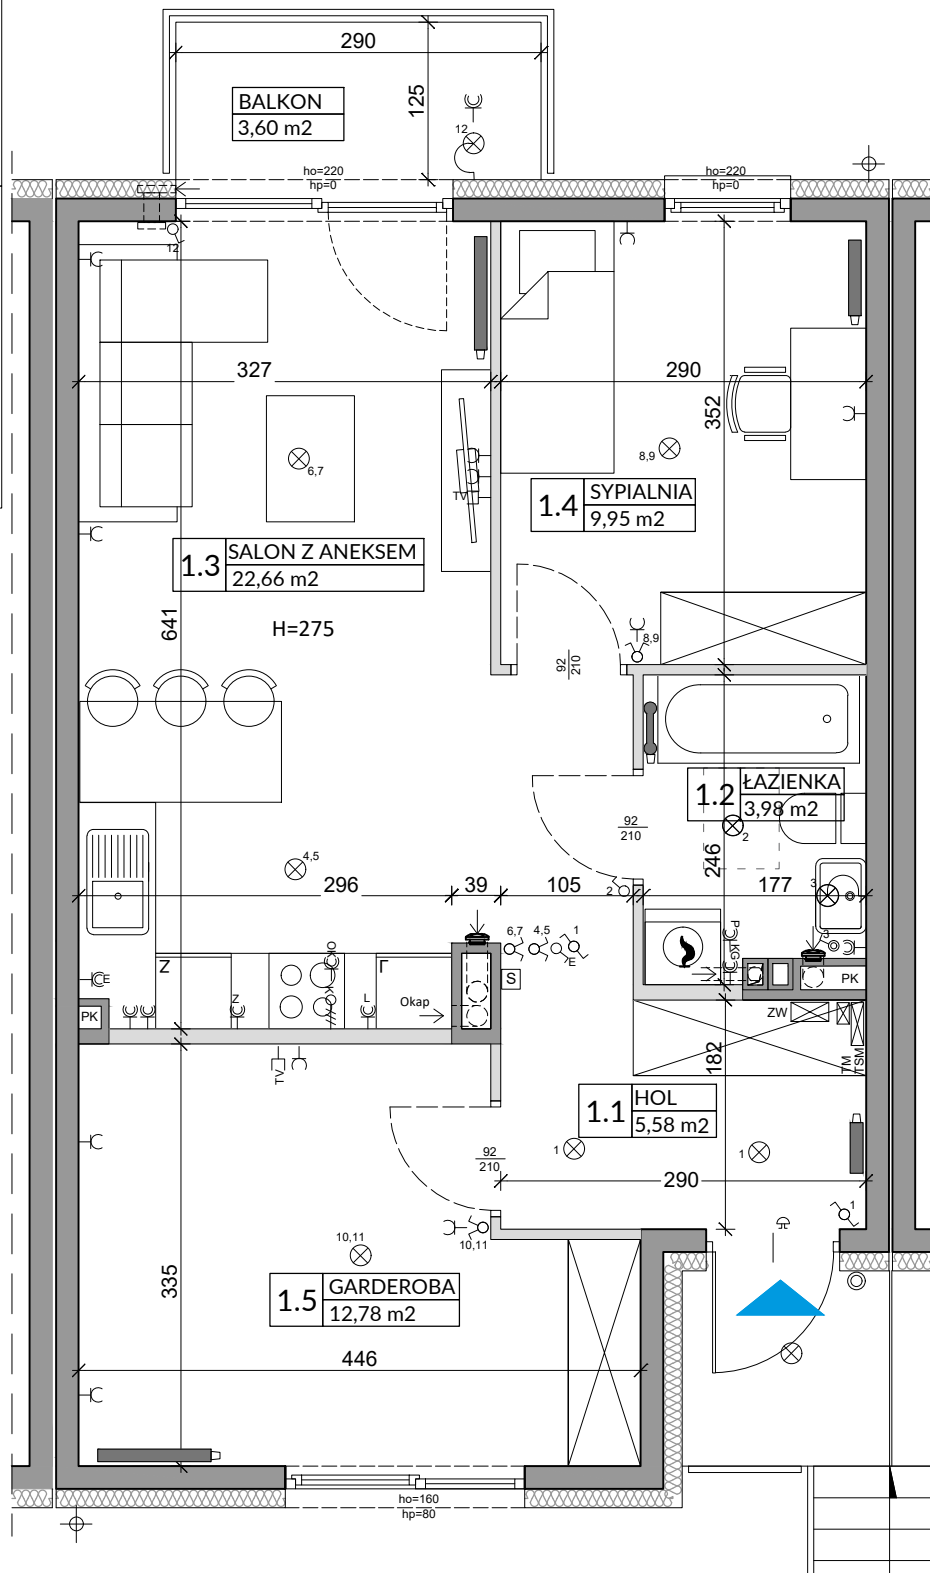 290
125
BALKON
3,60 m2
12
ho=220
hp=0
ho=220
hp=0
12
327
290
352
6,7
8,9
TV
1.4
SYPIALNIA
9,95 m2
1.3
SALON Z ANEKSEM
22,66 m2
641
H=275
8,9
92
210
1.2
ŁAZIENKA
3,98 m2
92
210
2
246
4,5
296
39
105
2
177
3
6,7
4,5
1
E
P
KG
3
OK
KO
Z
Γ
E
S
PK
Z
L
Okap
PK
ZW
TM
TSM
TV
182
1.1
HOL
5,58 m2
1
1
92
210
290
1
10,11
10,11
335
1.5
GARDEROBA
12,78 m2
446
ho=160
hp=80